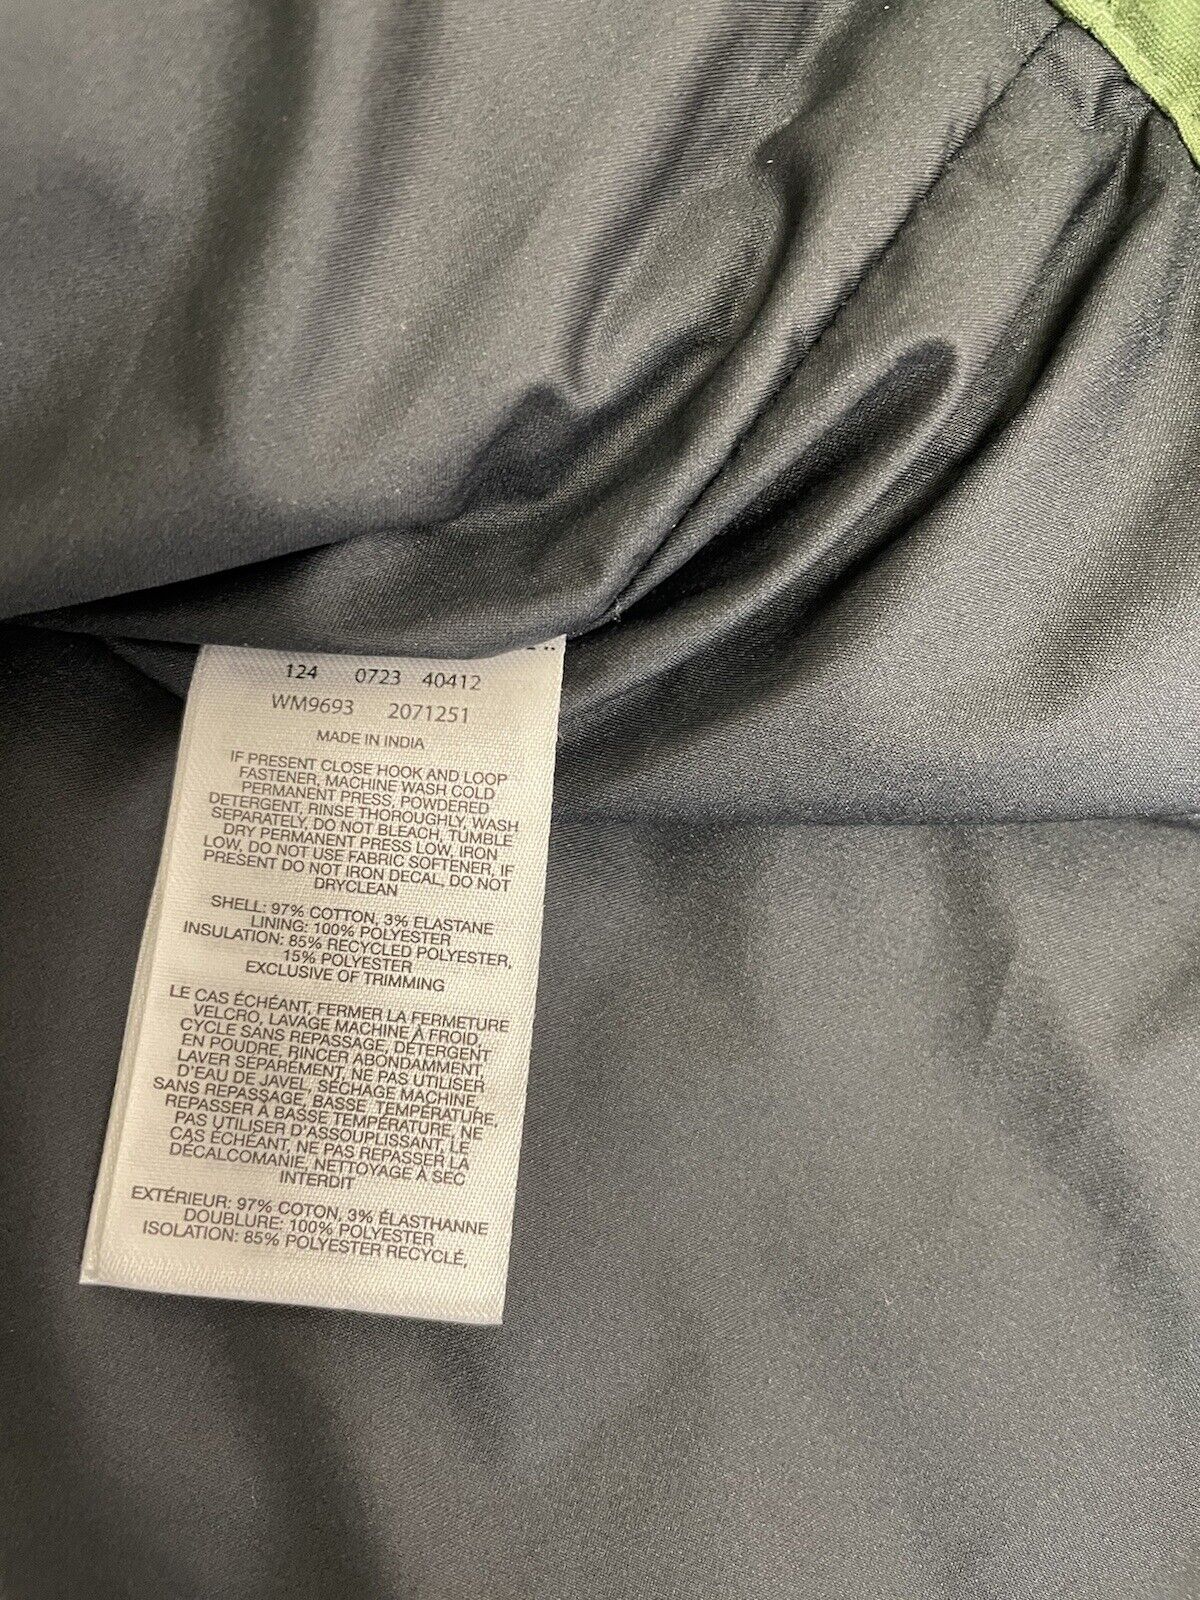 124 0723 40412
WM9693 2071251
MADE IN INDIA
IF PRESENT CLOSE HOOK AND LOOP
FASTENER, MACHINE WASH COLD
PERMANENT PRESS, POWDERED
DETERGENT, RINSE THOROUGHLY, WASH
SEPARATELY, DO NOT BLEACH, TUMBLE
DRY PERMANENT PRESS LOW, IRON
LOW, DO NOT USE FABRIC SOFTENER, IF
PRESENT DO NOT IRON DECAL, DO NOT
DRYCLEAN
SHELL: 97% COTTON, 3% ELASTANE
LINING: 100% POLYESTER
INSULATION: 85% RECYCLED POLYESTER,
15% POLYESTER
EXCLUSIVE OF TRIMMING
LE CAS ÉCHÉANT, FERMER LA FERMETURE
VELCRO, LAVAGE MACHINE À FROID,
CYCLE SANS REPASSAGE, DÉTERGENT
EN POUDRE, RINCER ABONDAMMENT,
LAVER SÉPARÉMENT, NE PAS UTILISER
D'EAU DE JAVEL, SÉCHAGE MACHINE
SANS REPASSAGE, BASSE TEMPÉRATURE,
REPASSER À BASSE TEMPÉRATURE, NE
PAS UTILISER D'ASSOUPLISSANT, LE
CAS ÉCHÉANT, NE PAS REPASSER LA
DÉCALCOMANIE, NETTOYAGE À SEC
INTERDIT
EXTÉRIEUR: 97% COTON, 3% ÉLASTHANNE
DOUBLURE: 100% POLYESTER
ISOLATION: 85% POLYESTER RECYCLÉ,